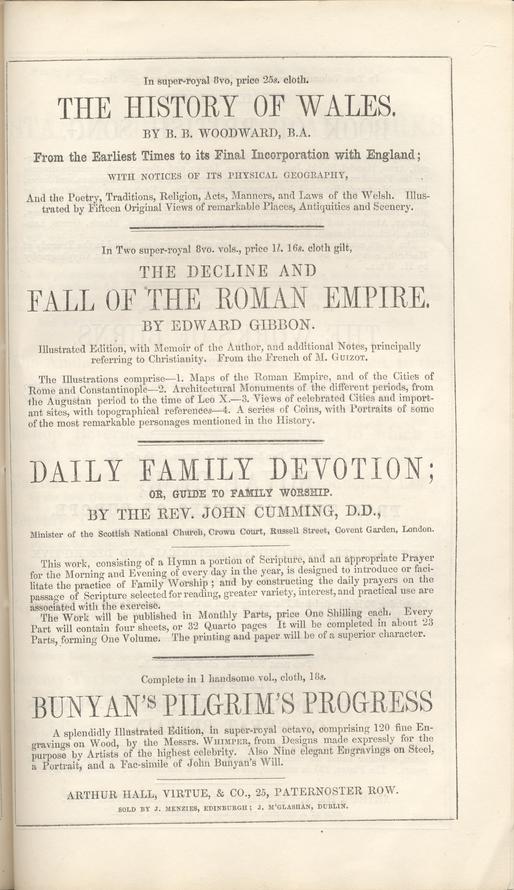 In super-royal 8vo, price 25s. cloth.
THE HISTORY OF WALES.
BY B. B. WOODWARD, B.A.
From the Earliest Times to its Final Incorporation with England;
WITH NOTICES OF ITS PHYSICAL GEOGRAPHY,
And the Poetry, Traditions, Religion, Acts, Manners, and Laws of the Welsh. Illus-
trated by Fifteen Original Views of remarkable Places, Antiquities and Scenery.
In Two super-royal 8vo. vols., price 1l. 16s. cloth gilt,
THE DECLINE AND
FALL OF THE ROMAN EMPIRE.
BY EDWARD GIBBON.
Illustrated Edition, with Memoir of the Author, and additional Notes, principally
referring to Christianity. From the French of M. GUIZOT.
The Illustrations comprise—1. Maps of the Roman Empire, and of the Cities of
Rome and Constantinople—2. Architectural Monuments of the different periods, from
the Augustan period to the time of Leo X.—3. Views of celebrated Cities and import-
ant sites, with topographical references—4. A series of Coins, with Portraits of some
of the most remarkable personages mentioned in the History.
DAILY FAMILY DEVOTION;
OR, GUIDE TO FAMILY WORSHIP.
BY THE REV. JOHN CUMMING, D.D.,
Minister of the Scottish National Church, Crown Court, Russell Street, Covent Garden, London.
This work, consisting of a Hymn a portion of Scripture, and an appropriate Prayer
for the Morning and Evening of every day in the year, is designed to introduce or faci-
litate the practice of Family Worship; and by constructing the daily prayers on the
passage of Scripture selected for reading, greater variety, interest, and practical use are
associated with the exercise.
The Work will be published in Monthly Parts, price One Shilling each. Every
Part will contain four sheets, or 32 Quarto pages It will be completed in about 23
Parts, forming One Volume. The printing and paper will be of a superior character.
Complete in 1 handsome vol., cloth, 18s.
BUNYAN'S PILGRIM'S PROGRESS
A splendidly Illustrated Edition, in super-royal octavo, comprising 120 fine En-
gravings on Wood, by the Messrs. WHIMPER, from Designs made expressly for the
purpose by Artists of the highest celebrity. Also Nine elegant Engravings on Steel,
a Portrait, and a Fac-simile of John Bunyan's Will.
ARTHUR HALL, VIRTUE, & CO., 25, PATERNOSTER ROW.
SOLD BY J. MENZIES, EDINBURGH; J. M'GLASHAN, DUBLIN.